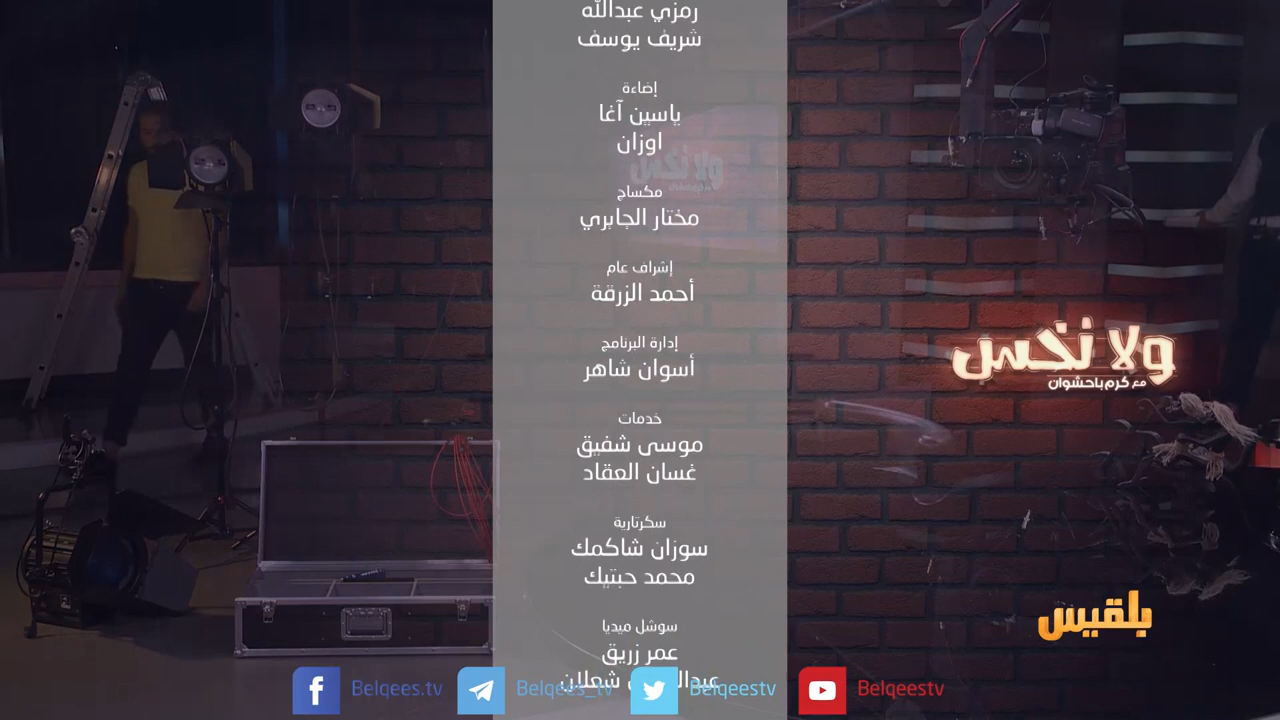 رمزي عبدالله
شريف يوسف
إضاءة
ياسين آغا
اوزان
مكساج
مختار الجابري
إشراف عام
أحمد الزرقة
إدارة البرنامج
أسوان شاهر
خدمات
موسى شفيق
غسان العقاد
سكرتارية
سوزان شاكمك
محمد حبتيك
سوشل ميديا
عمر زريق
شعلان
ولا نخس
مع كرم باحشوان
بلقيس
Belqees.tv
Belqees_tv
Belqeestv
Belqeestv